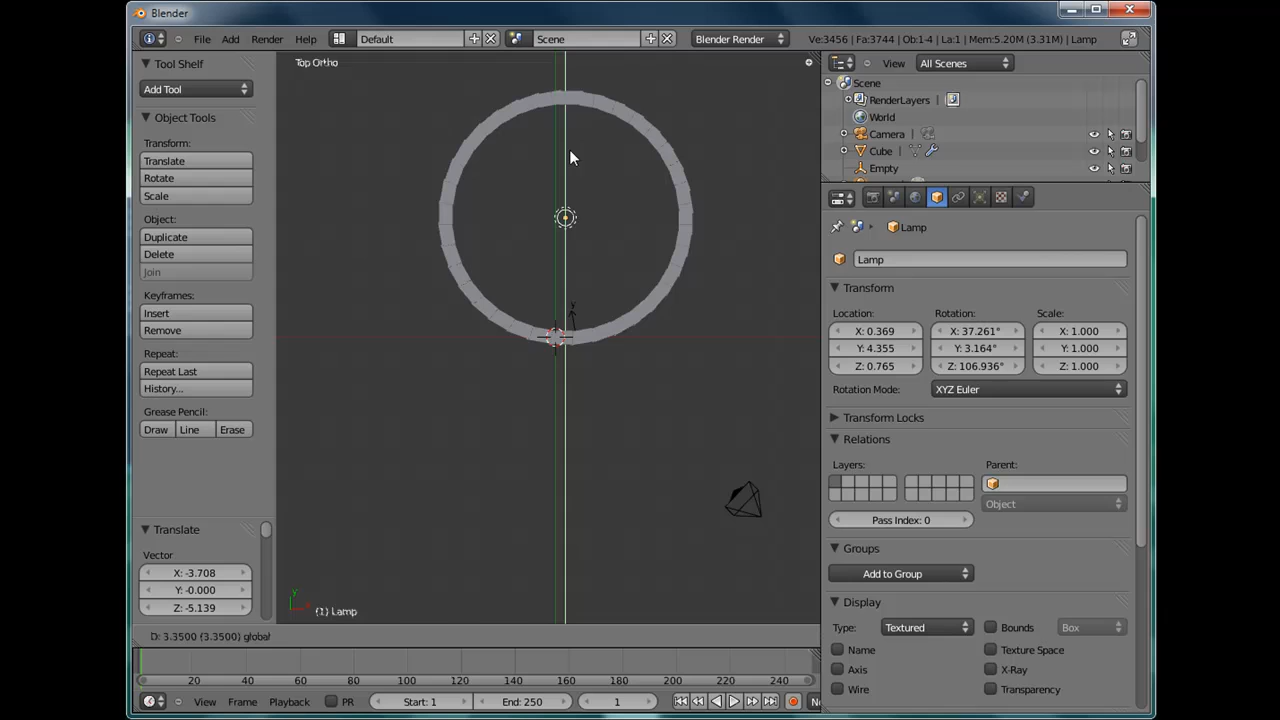 Blender
File Add Render Help Default Scene Blender Render Ve:3456 | Fa:3744 | Ob:1-4 | La:1 | Mem:5.20M (3.31M) | Lamp
Tool Shelf
Add Tool
Object Tools
Transform:
Translate
Rotate
Scale
Object:
Duplicate
Delete
Join
Keyframes:
Insert
Remove
Repeat:
Repeat Last
History...
Grease Pencil:
Draw Line Erase
Translate
Vector
X: -3.708
Y: -0.000
Z: -5.139
Top Ortho
y
y
(1) Lamp
D: 3.3500 (3.3500) global
View All Scenes
Scene
RenderLayers
World
Camera
Cube
Empty
Lamp
Lamp
Transform
Location: Rotation: Scale:
X: 0.369 X: 37.261° X: 1.000
Y: 4.355 Y: 3.164° Y: 1.000
Z: 0.765 Z: 106.936° Z: 1.000
Rotation Mode: XYZ Euler
Transform Locks
Relations
Layers: Parent:
Object
Pass Index: 0
Groups
Add to Group
Display
Type: Textured Bounds Box
Name Texture Space
Axis X-Ray
Wire Transparency
20 40 60 80 100 120 140 160 180 200 220 240
View Frame Playback PR Start: 1 End: 250 1